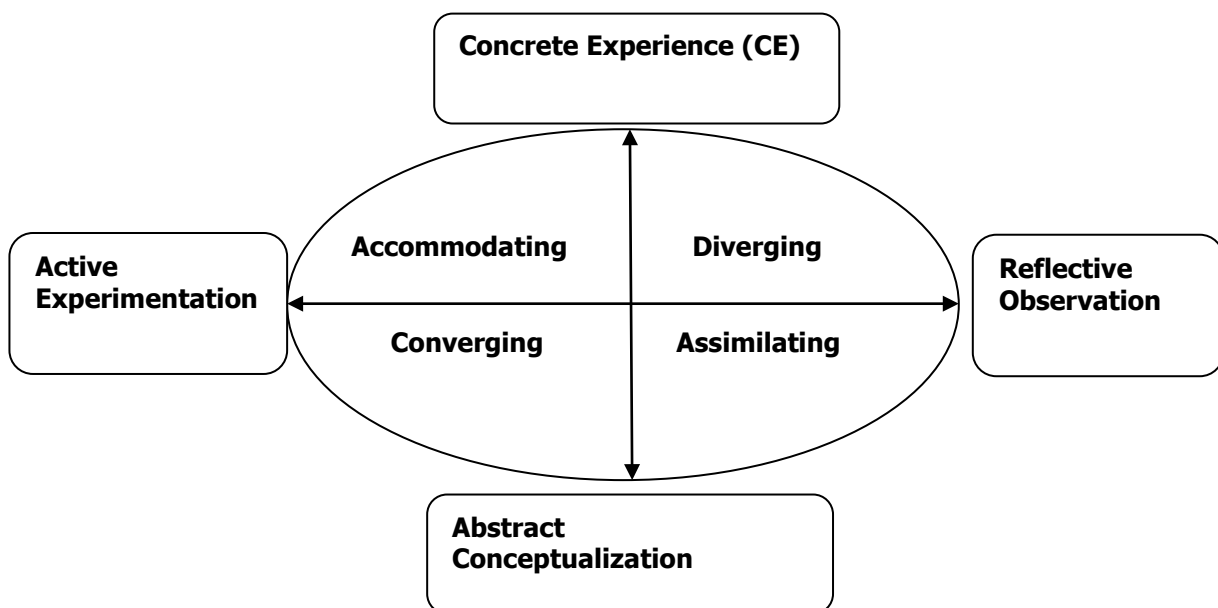 Concrete Experience (CE)
Accommodating
Diverging
Active
Experimentation
Reflective
Observation
Converging
Assimilating
Abstract
Conceptualization